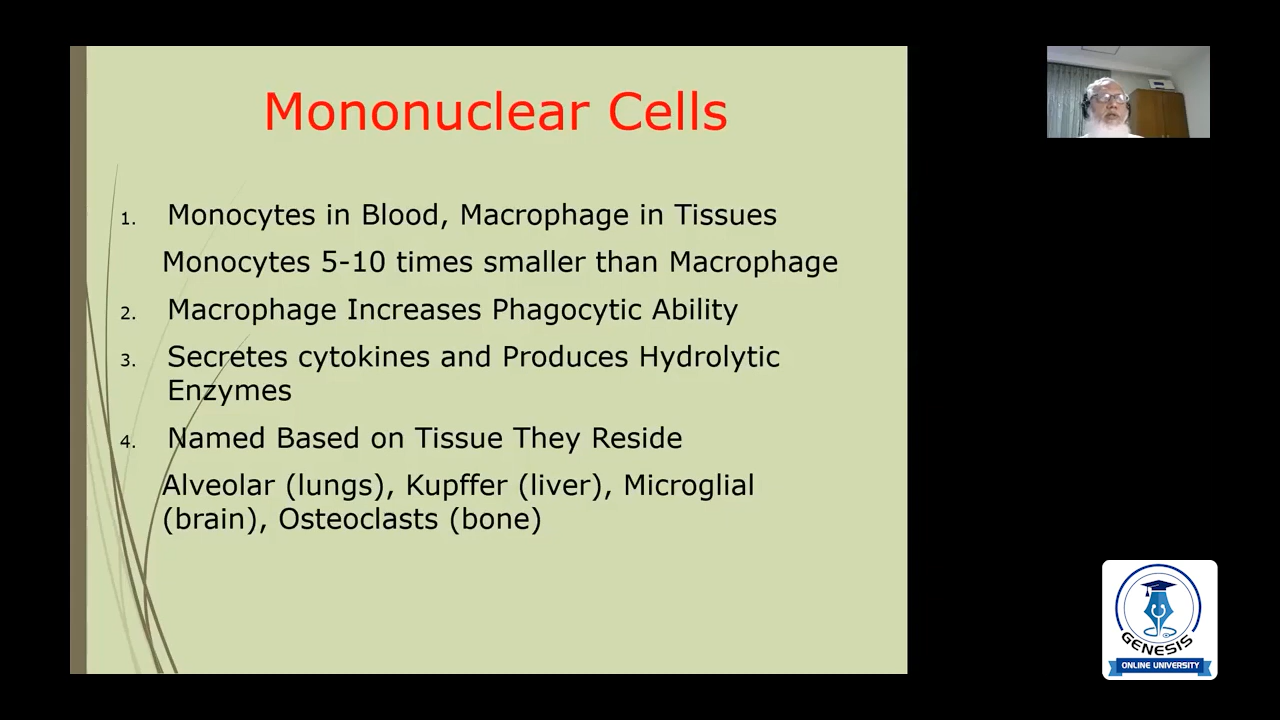 Mononuclear Cells
1. Monocytes in Blood, Macrophage in Tissues
Monocytes 5-10 times smaller than Macrophage
2. Macrophage Increases Phagocytic Ability
3. Secretes cytokines and Produces Hydrolytic
Enzymes
4. Named Based on Tissue They Reside
Alveolar (lungs), Kupffer (liver), Microglial
(brain), Osteoclasts (bone)
GENESIS
ONLINE UNIVERSITY